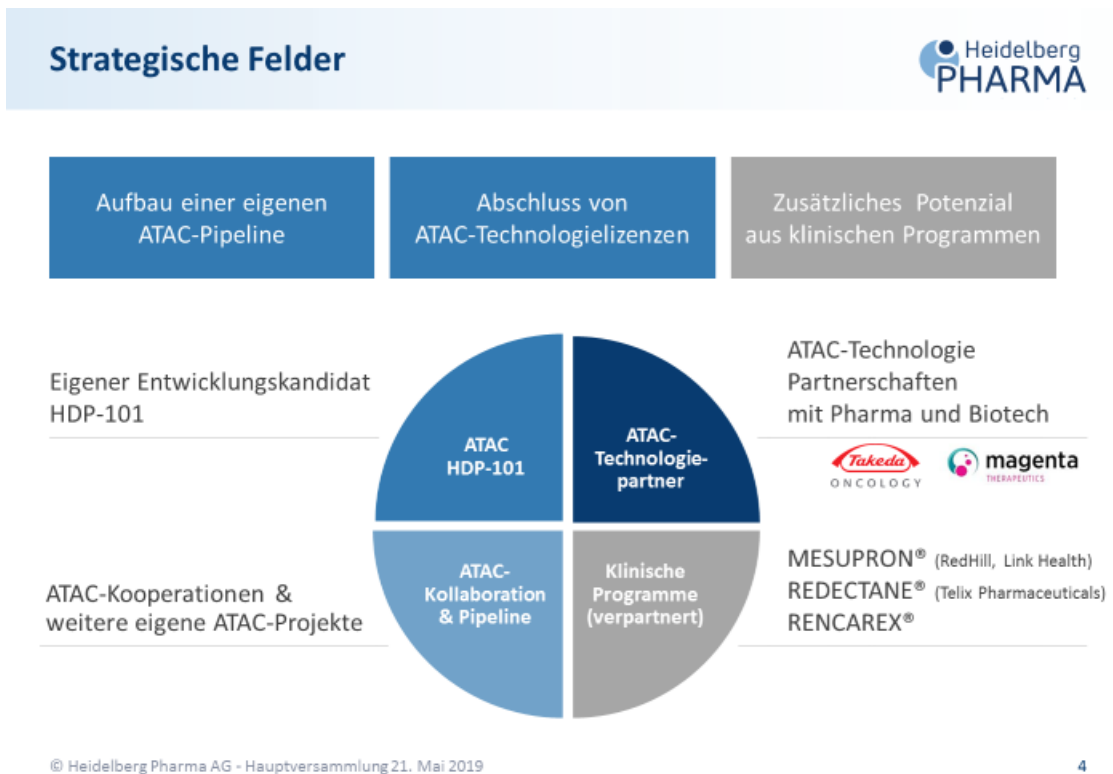 Strategische Felder
Heidelberg
PHARMA
Aufbau einer eigenen
ATAC-Pipeline
Abschluss von
ATAC-Technologielizenzen
Zusätzliches Potenzial
aus klinischen Programmen
Eigener Entwicklungskandidat
HDP-101
ATAC
HDP-101
ATAC-
Technologie-
partner
ATAC-Technologie
Partnerschaften
mit Pharma und Biotech
Takeda
ONCOLOGY
magenta
THERAPEUTICS
ATAC-Kooperationen &
weitere eigene ATAC-Projekte
ATAC-
Kollaboration
& Pipeline
Klinische
Programme
(verpartnert)
MESUPRON® (RedHill, Link Health)
REDECTANE® (Telix Pharmaceuticals)
RENCAREX®
© Heidelberg Pharma AG - Hauptversammlung 21. Mai 2019
4